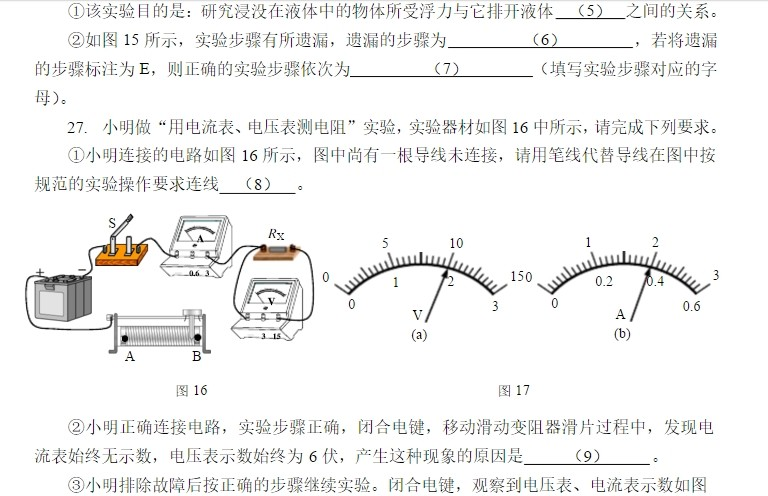 ①该实验目的是：研究浸没在液体中的物体所受浮力与它排开液体 （5） 之间的关系。
②如图 15 所示，实验步骤有所遗漏，遗漏的步骤为 （6） ，若将遗漏
的步骤标注为 E，则正确的实验步骤依次为 （7） （填写实验步骤对应的字
母）。
27. 小明做“用电流表、电压表测电阻”实验，实验器材如图 16 中所示，请完成下列要求。
①小明连接的电路如图 16 所示，图中尚有一根导线未连接，请用笔线代替导线在图中按
规范的实验操作要求连线 （8） 。
S
A
0.6 3
RX
+ −
V
3 15
A B
0 5 10 150
0 1 2 3
V
(a)
0 1 2 3
0 0.2 0.4 0.6
A
(b)
图 16
图 17
②小明正确连接电路，实验步骤正确，闭合电键，移动滑动变阻器滑片过程中，发现电
流表始终无示数，电压表示数始终为 6 伏，产生这种现象的原因是 （9） 。
③小明排除故障后按正确的步骤继续实验。闭合电键，观察到电压表、电流表示数如图